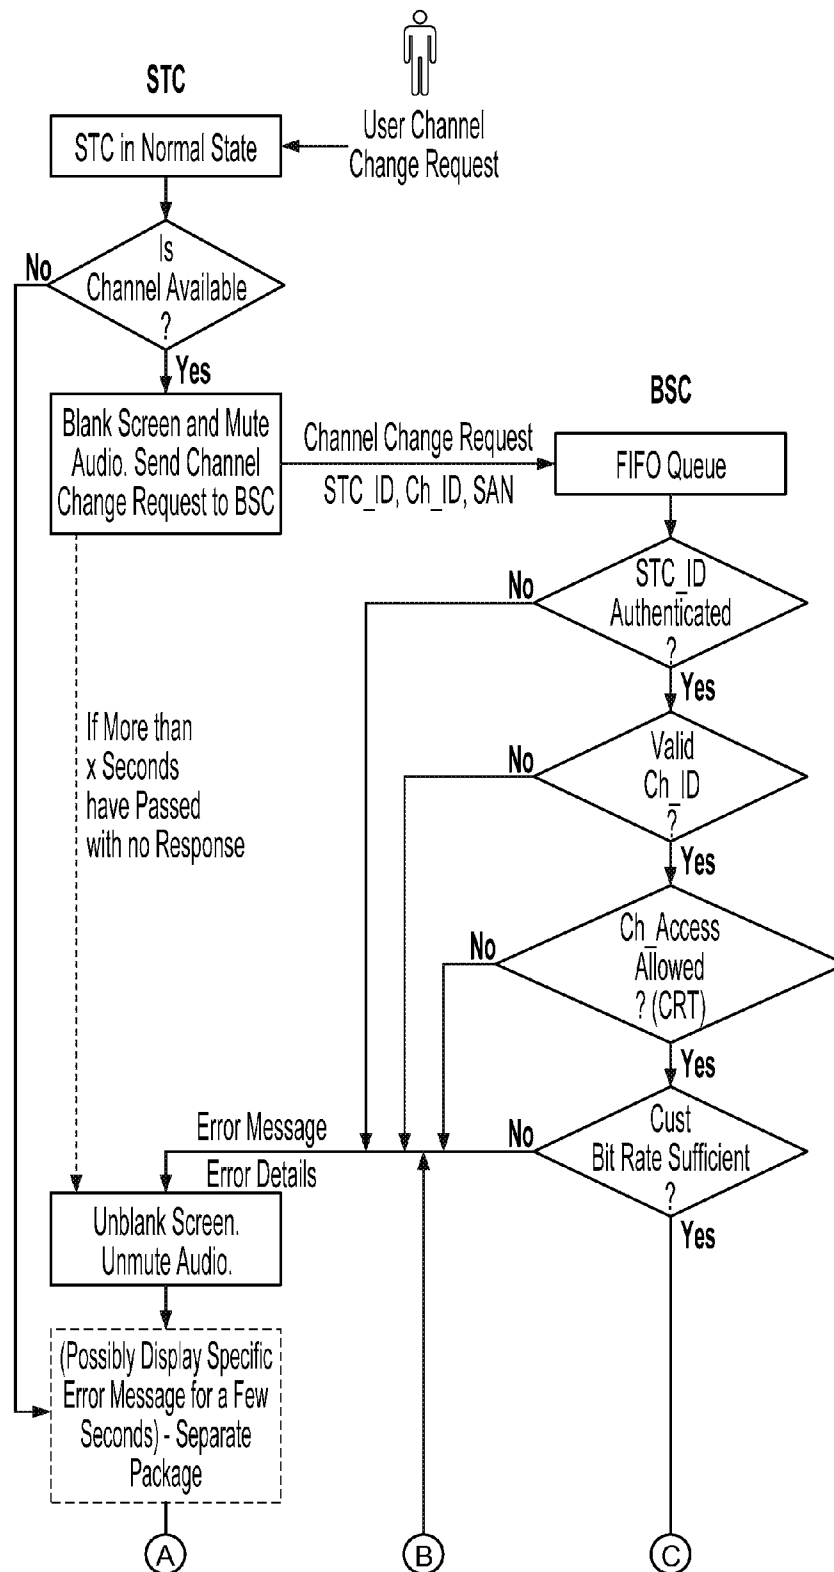 STC
User Channel
Change Request
STC in Normal State
Is
Channel Available
?
No
Yes
BSC
Blank Screen and Mute
Audio. Send Channel
Change Request to BSC
Channel Change Request
STC_ID, Ch_ID, SAN
FIFO Queue
STC_ID
Authenticated
?
No
Yes
If More than
x Seconds
have Passed
with no Response
Valid
Ch_ID
?
No
Yes
Ch_Access
Allowed
? (CRT)
No
Yes
Cust
Bit Rate Sufficient
?
No
Yes
Error Message
Error Details
Unblank Screen.
Unmute Audio.
(Possibly Display Specific
Error Message for a Few
Seconds) - Separate
Package
A
B
C